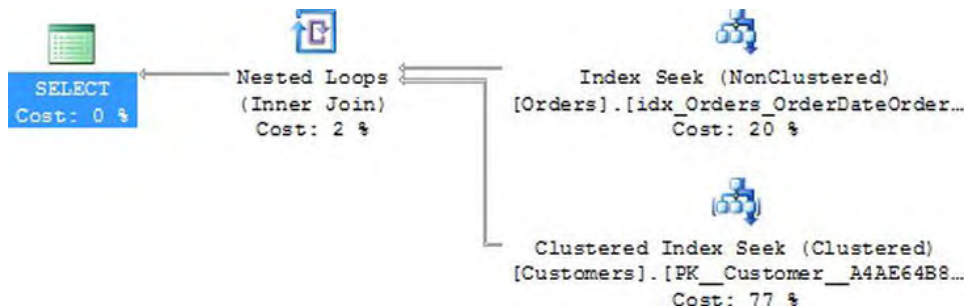 SELECT
Cost: 0 %
Nested Loops
(Inner Join)
Cost: 2 %
Index Seek (NonClustered)
[Orders].[idx_Orders_OrderDateOrder…
Cost: 20 %
Clustered Index Seek (Clustered)
[Customers].[PK__Customer__A4AE64B8…
Cost: 77 %